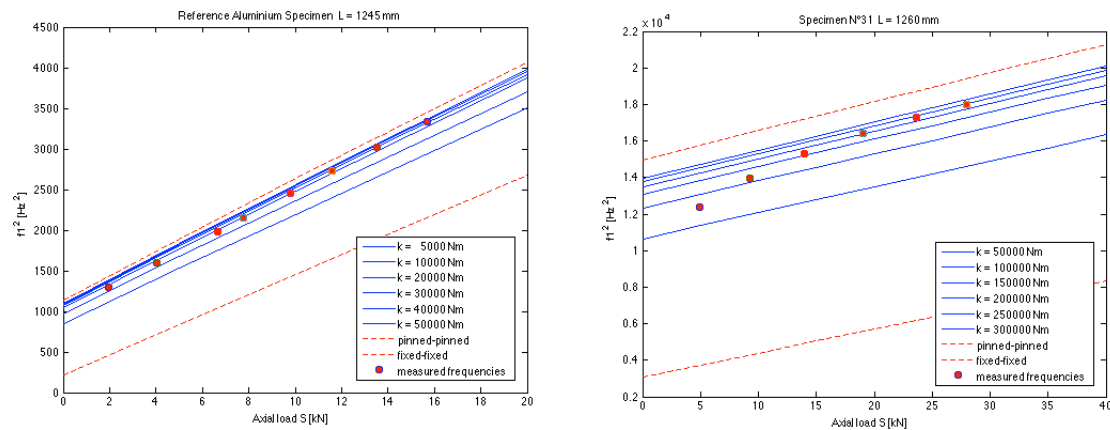 Reference Aluminium Specimen L = 1245 mm
4500
4000
3500
3000
2500
2000
1500
1000
500
0
f1² [Hz²]
k = 5000 Nm
k = 10000 Nm
k = 20000 Nm
k = 30000 Nm
k = 40000 Nm
k = 50000 Nm
pinned-pinned
fixed-fixed
measured frequencies
0 2 4 6 8 10 12 14 16 18 20
Axial load S [kN]
Specimen N°31 L = 1260 mm
x 10⁴
2.2
2
1.8
1.6
1.4
1.2
1
0.8
0.6
0.4
0.2
f1² [Hz²]
k = 50000 Nm
k = 100000 Nm
k = 150000 Nm
k = 200000 Nm
k = 250000 Nm
k = 300000 Nm
pinned-pinned
fixed-fixed
measured frequencies
0 5 10 15 20 25 30 35 40
Axial load S [kN]